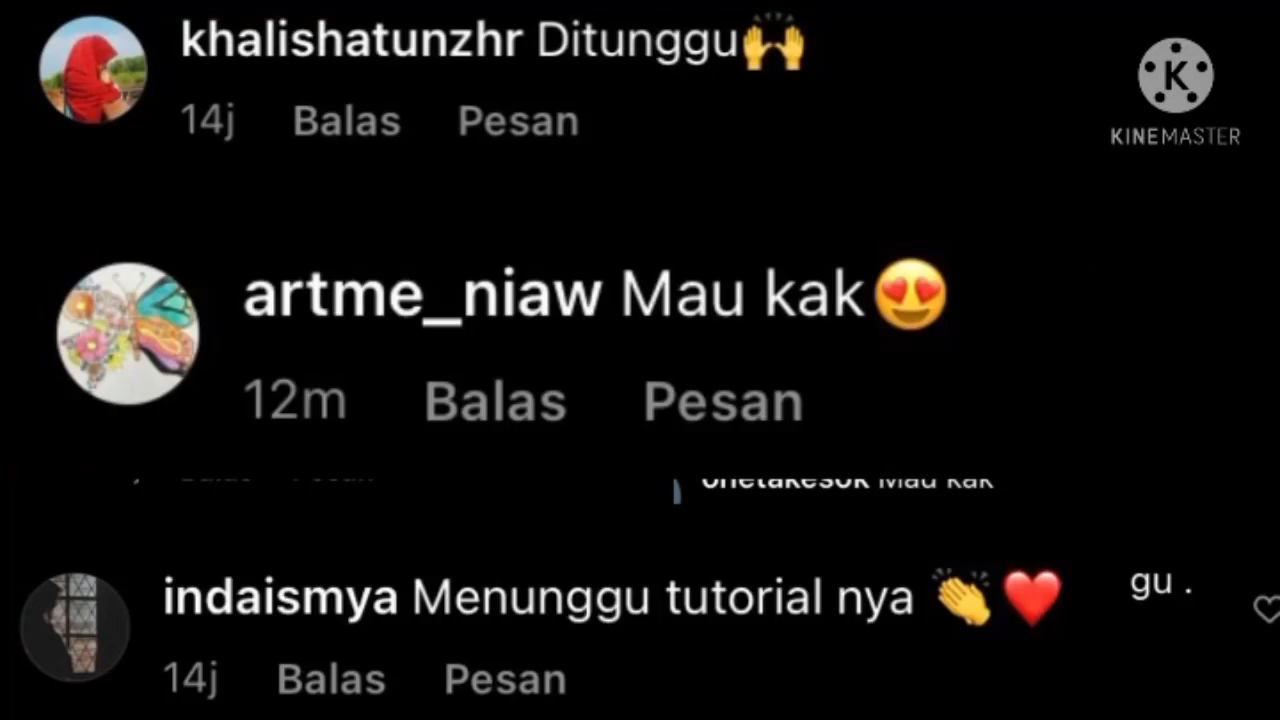 khalishatunzhr Ditunggu🙌
14j Balas Pesan
KINEMASTER
artme_niaw Mau kak😍
12m Balas Pesan
onetakesok Mau kak
indaismya Menunggu tutorial nya 👏❤️
gu .
14j Balas Pesan